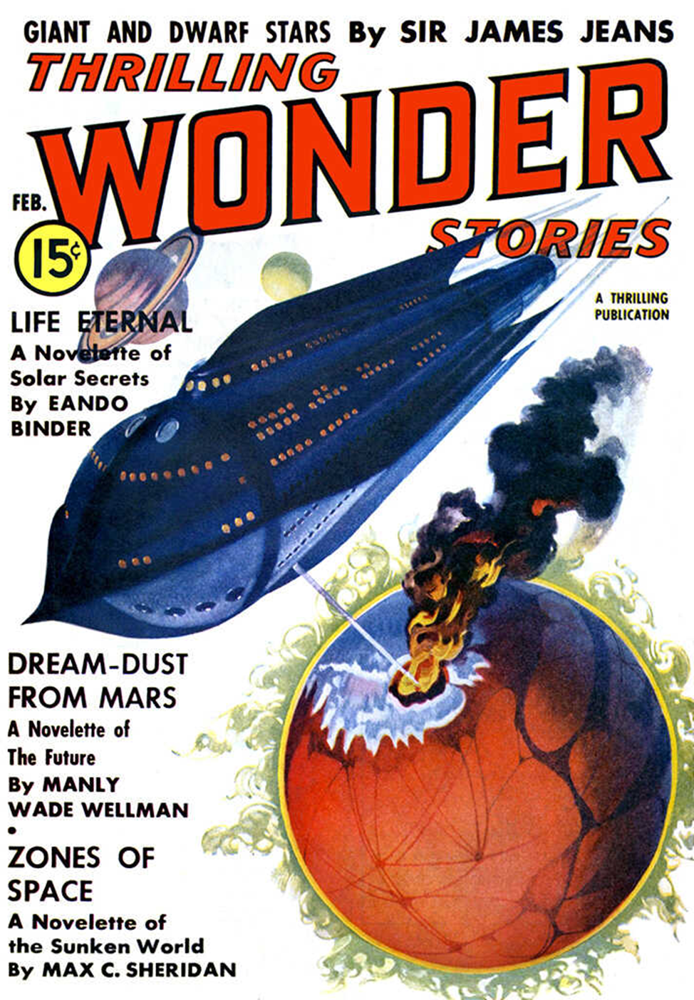 GIANT AND DWARF STARS By SIR JAMES JEANS
THRILLING
WONDER
STORIES
FEB.
15¢
A THRILLING
PUBLICATION
LIFE ETERNAL
A Novelette of
Solar Secrets
By EANDO
BINDER
DREAM-DUST
FROM MARS
A Novelette of
The Future
By MANLY
WADE WELLMAN
•
ZONES OF
SPACE
A Novelette of
the Sunken World
By MAX C. SHERIDAN